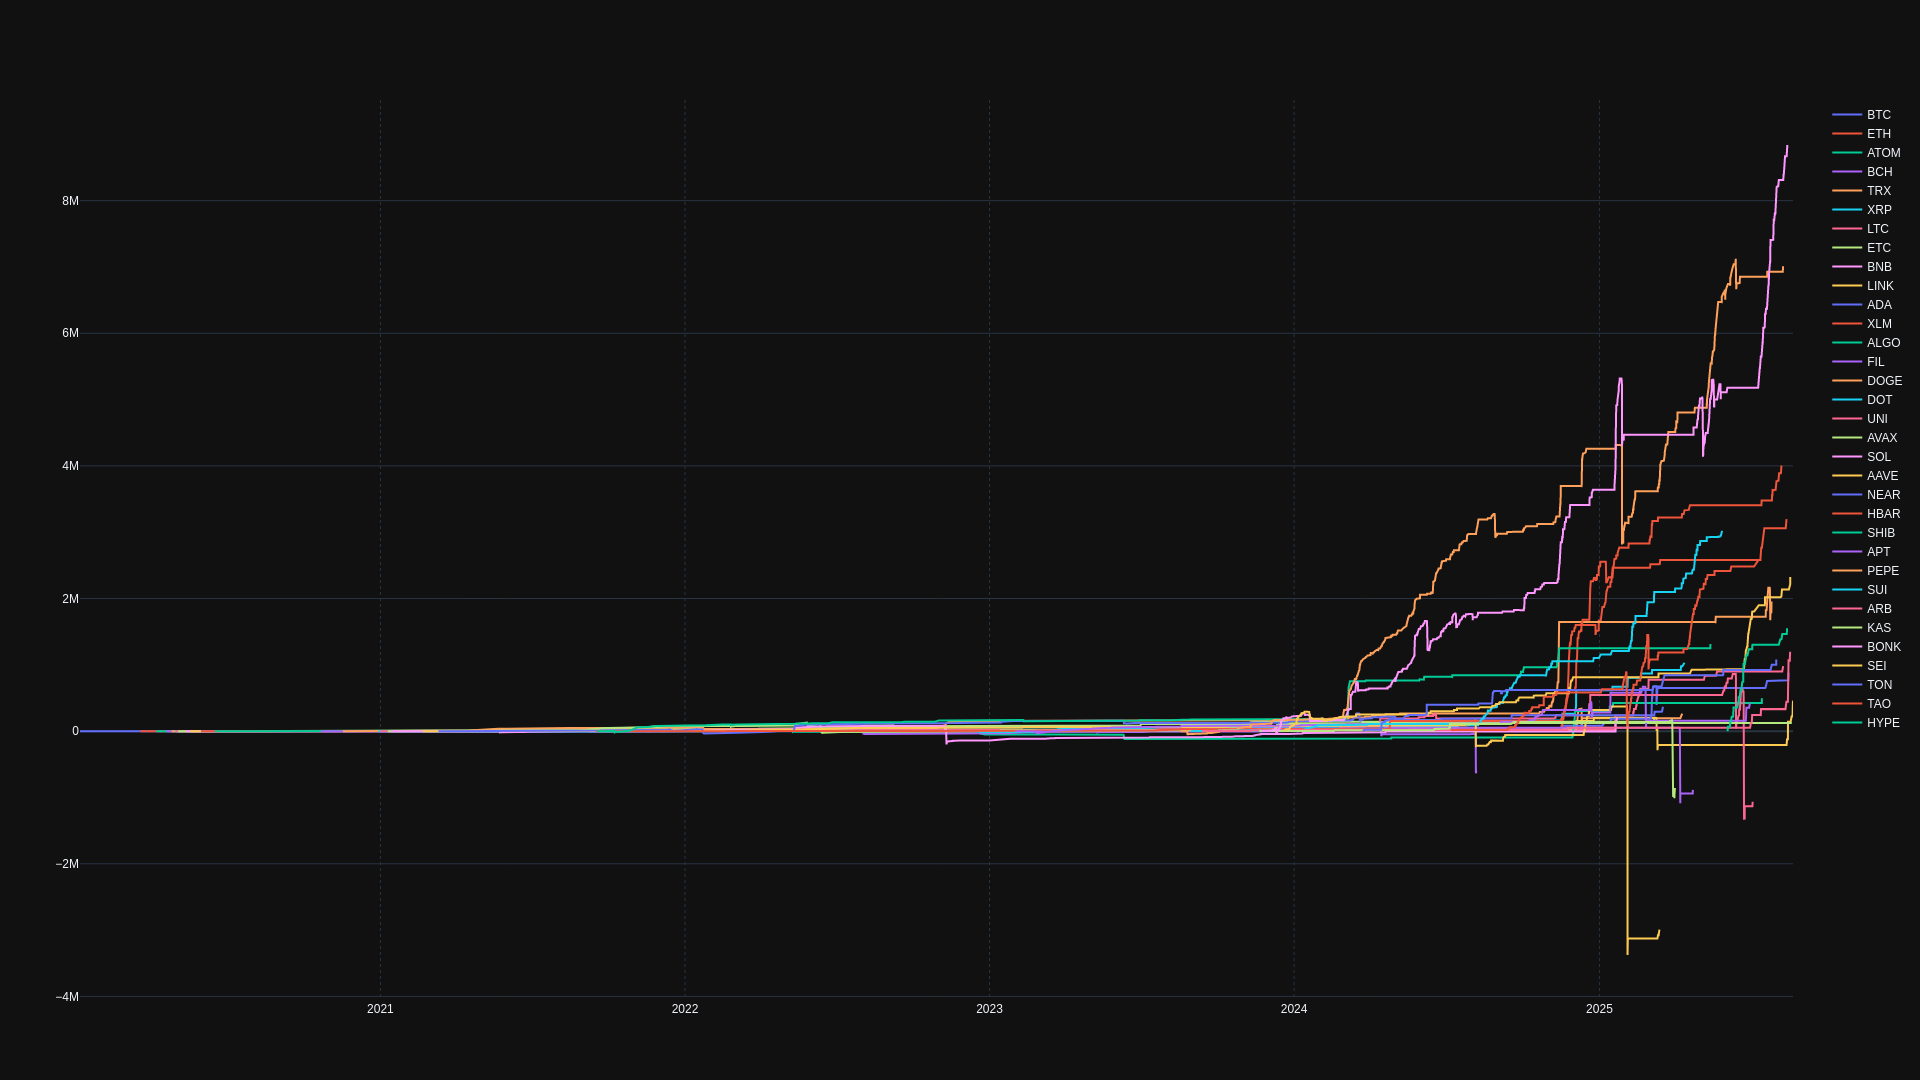 8M
6M
4M
2M
0
−2M
−4M
2021
2022
2023
2024
2025
BTC
ETH
ATOM
BCH
TRX
XRP
LTC
ETC
BNB
LINK
ADA
XLM
ALGO
FIL
DOGE
DOT
UNI
AVAX
SOL
AAVE
NEAR
HBAR
SHIB
APT
PEPE
SUI
ARB
KAS
BONK
SEI
TON
TAO
HYPE